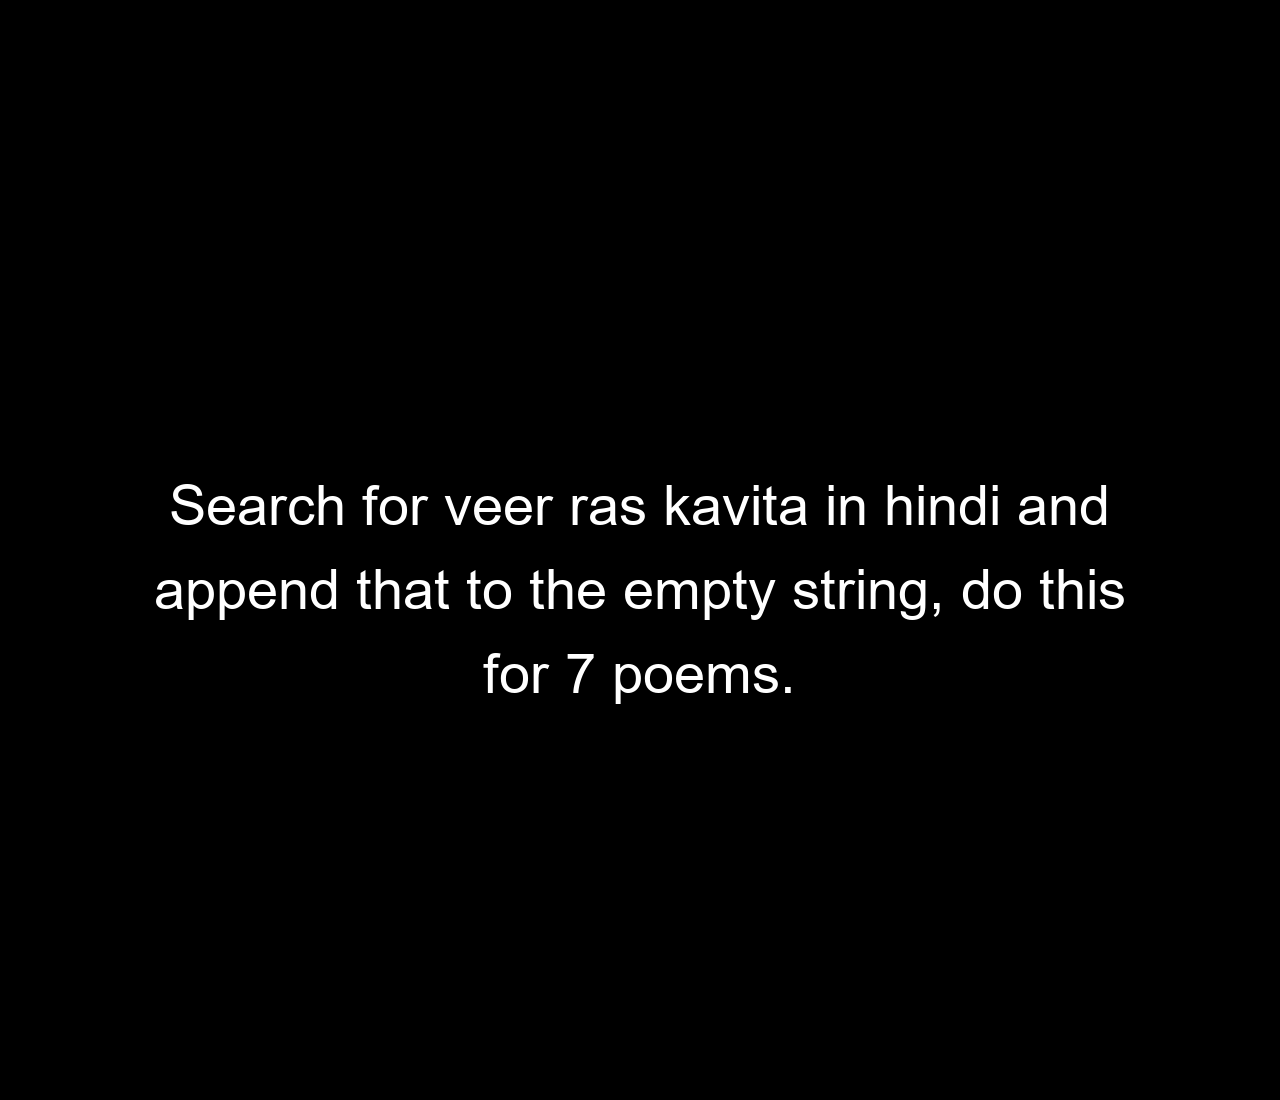 Search for veer ras kavita in hindi and
append that to the empty string, do this
for 7 poems.